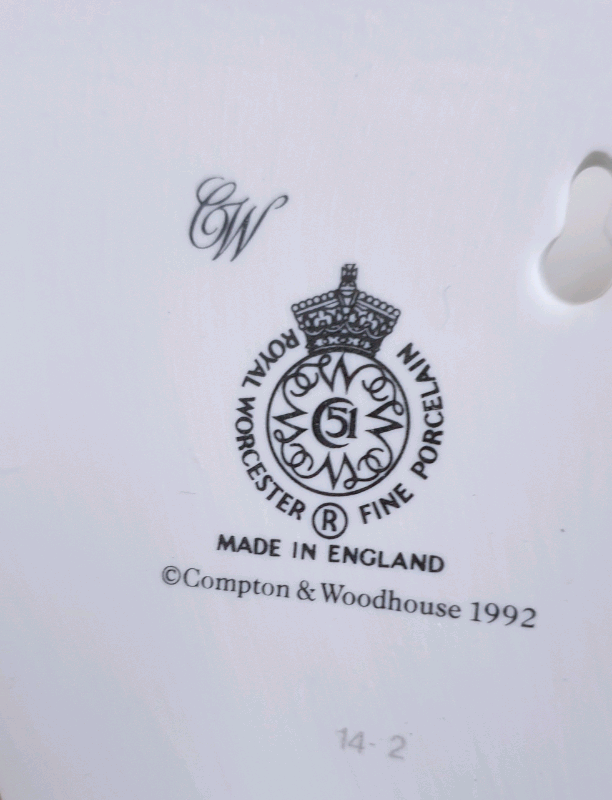 CW
ROYAL WORCESTER FINE PORCELAIN
51
R
MADE IN ENGLAND
©Compton & Woodhouse 1992
14-2